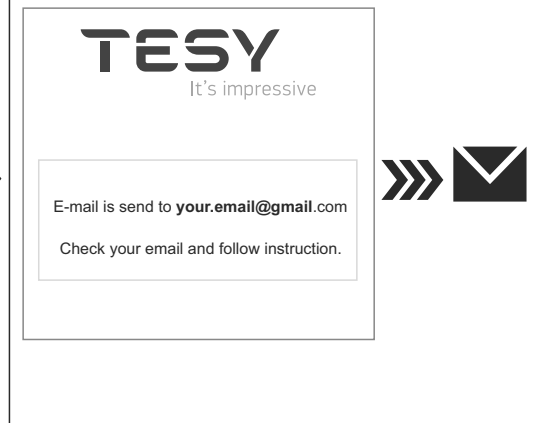 TESY
It's impressive
E-mail is send to your.email@gmail.com
Check your email and follow instruction.